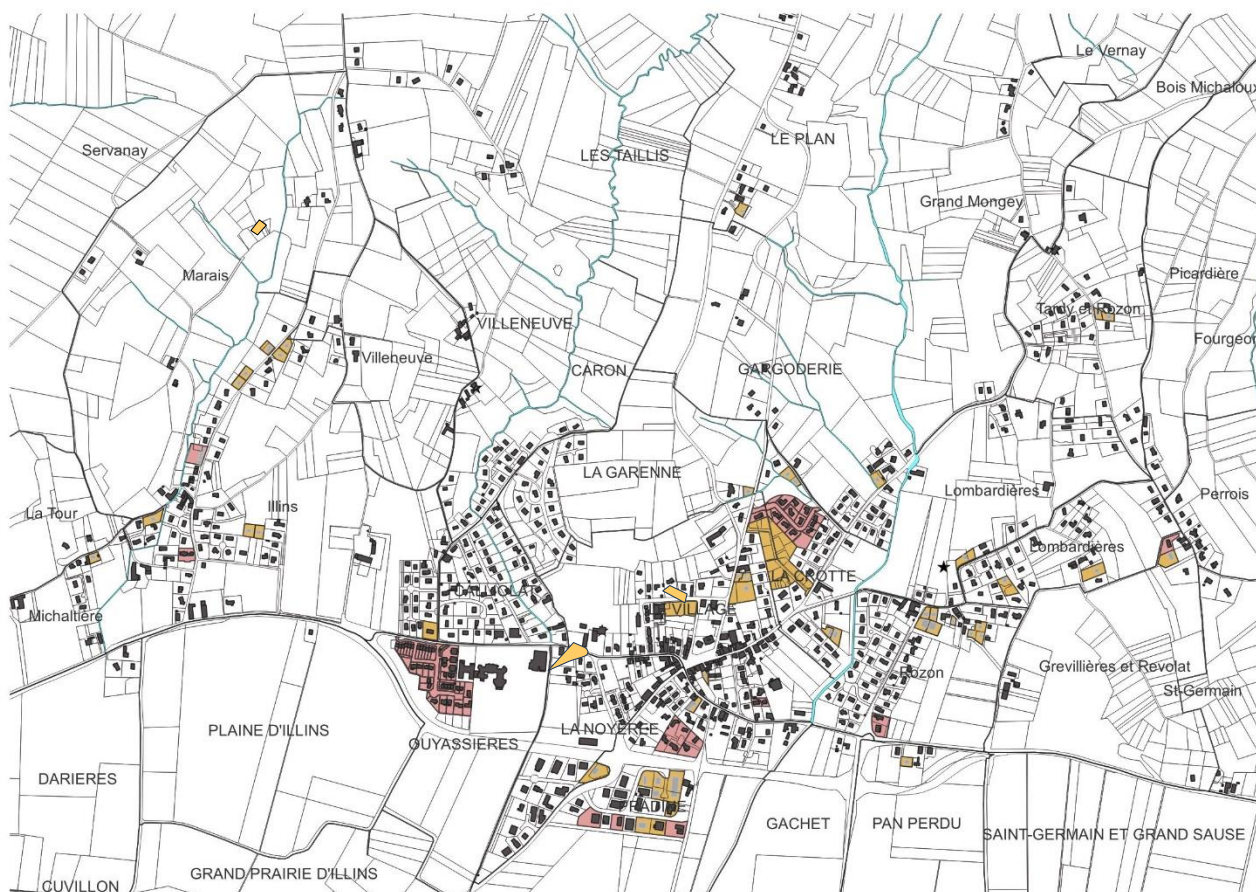 Le Vernay
Bois Michaloux
LE PLAN
Servanay
LES TAILLIS
Grand Mongey
Marais
Picardière
Tardy et Rozon
VILLENEUVE
Fourgeon
Villeneuve
CARON
GARGODERIE
LA GARENNE
Lombardières
Perrois
La Tour
Illins
Lombardières
LA CROTTE
Michaltière
VILLAGE
Grevillières et Revolat
Rozon
St-Germain
PLAINE D'ILLINS
LA NOYEREE
OUYASSIERES
DARIERES
PRADINE
GACHET
PAN PERDU
SAINT-GERMAIN ET GRAND SAUSE
GRAND PRAIRIE D'ILLINS
CUVILLON